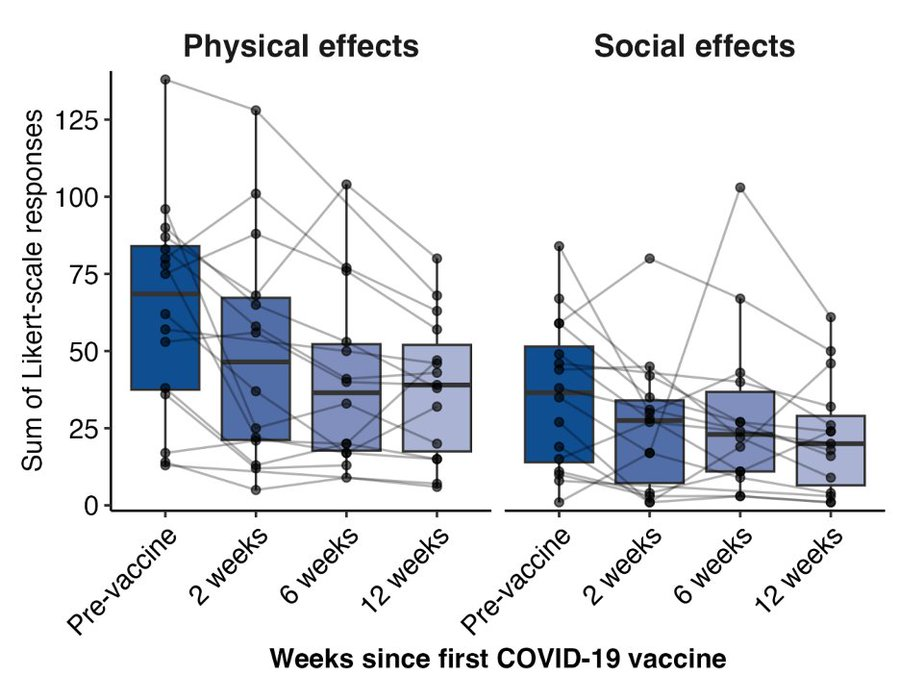 Physical effects
Social effects
Sum of Likert-scale responses
125
100
75
50
25
0
Pre-vaccine
2 weeks
6 weeks
12 weeks
Pre-vaccine
2 weeks
6 weeks
12 weeks
Weeks since first COVID-19 vaccine